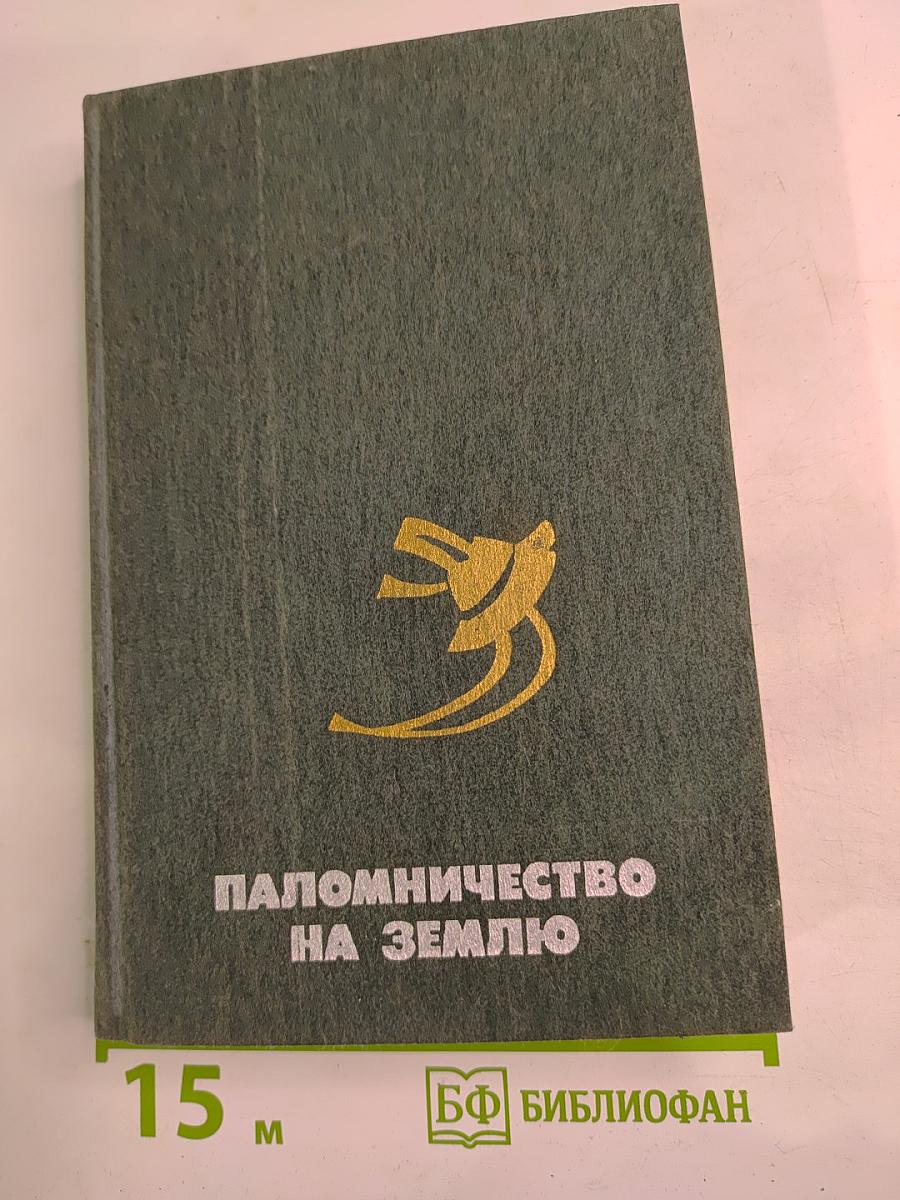 ПАЛОМНИЧЕСТВО
НА ЗЕМЛЮ
15 м
БФ БИБЛИОФАН